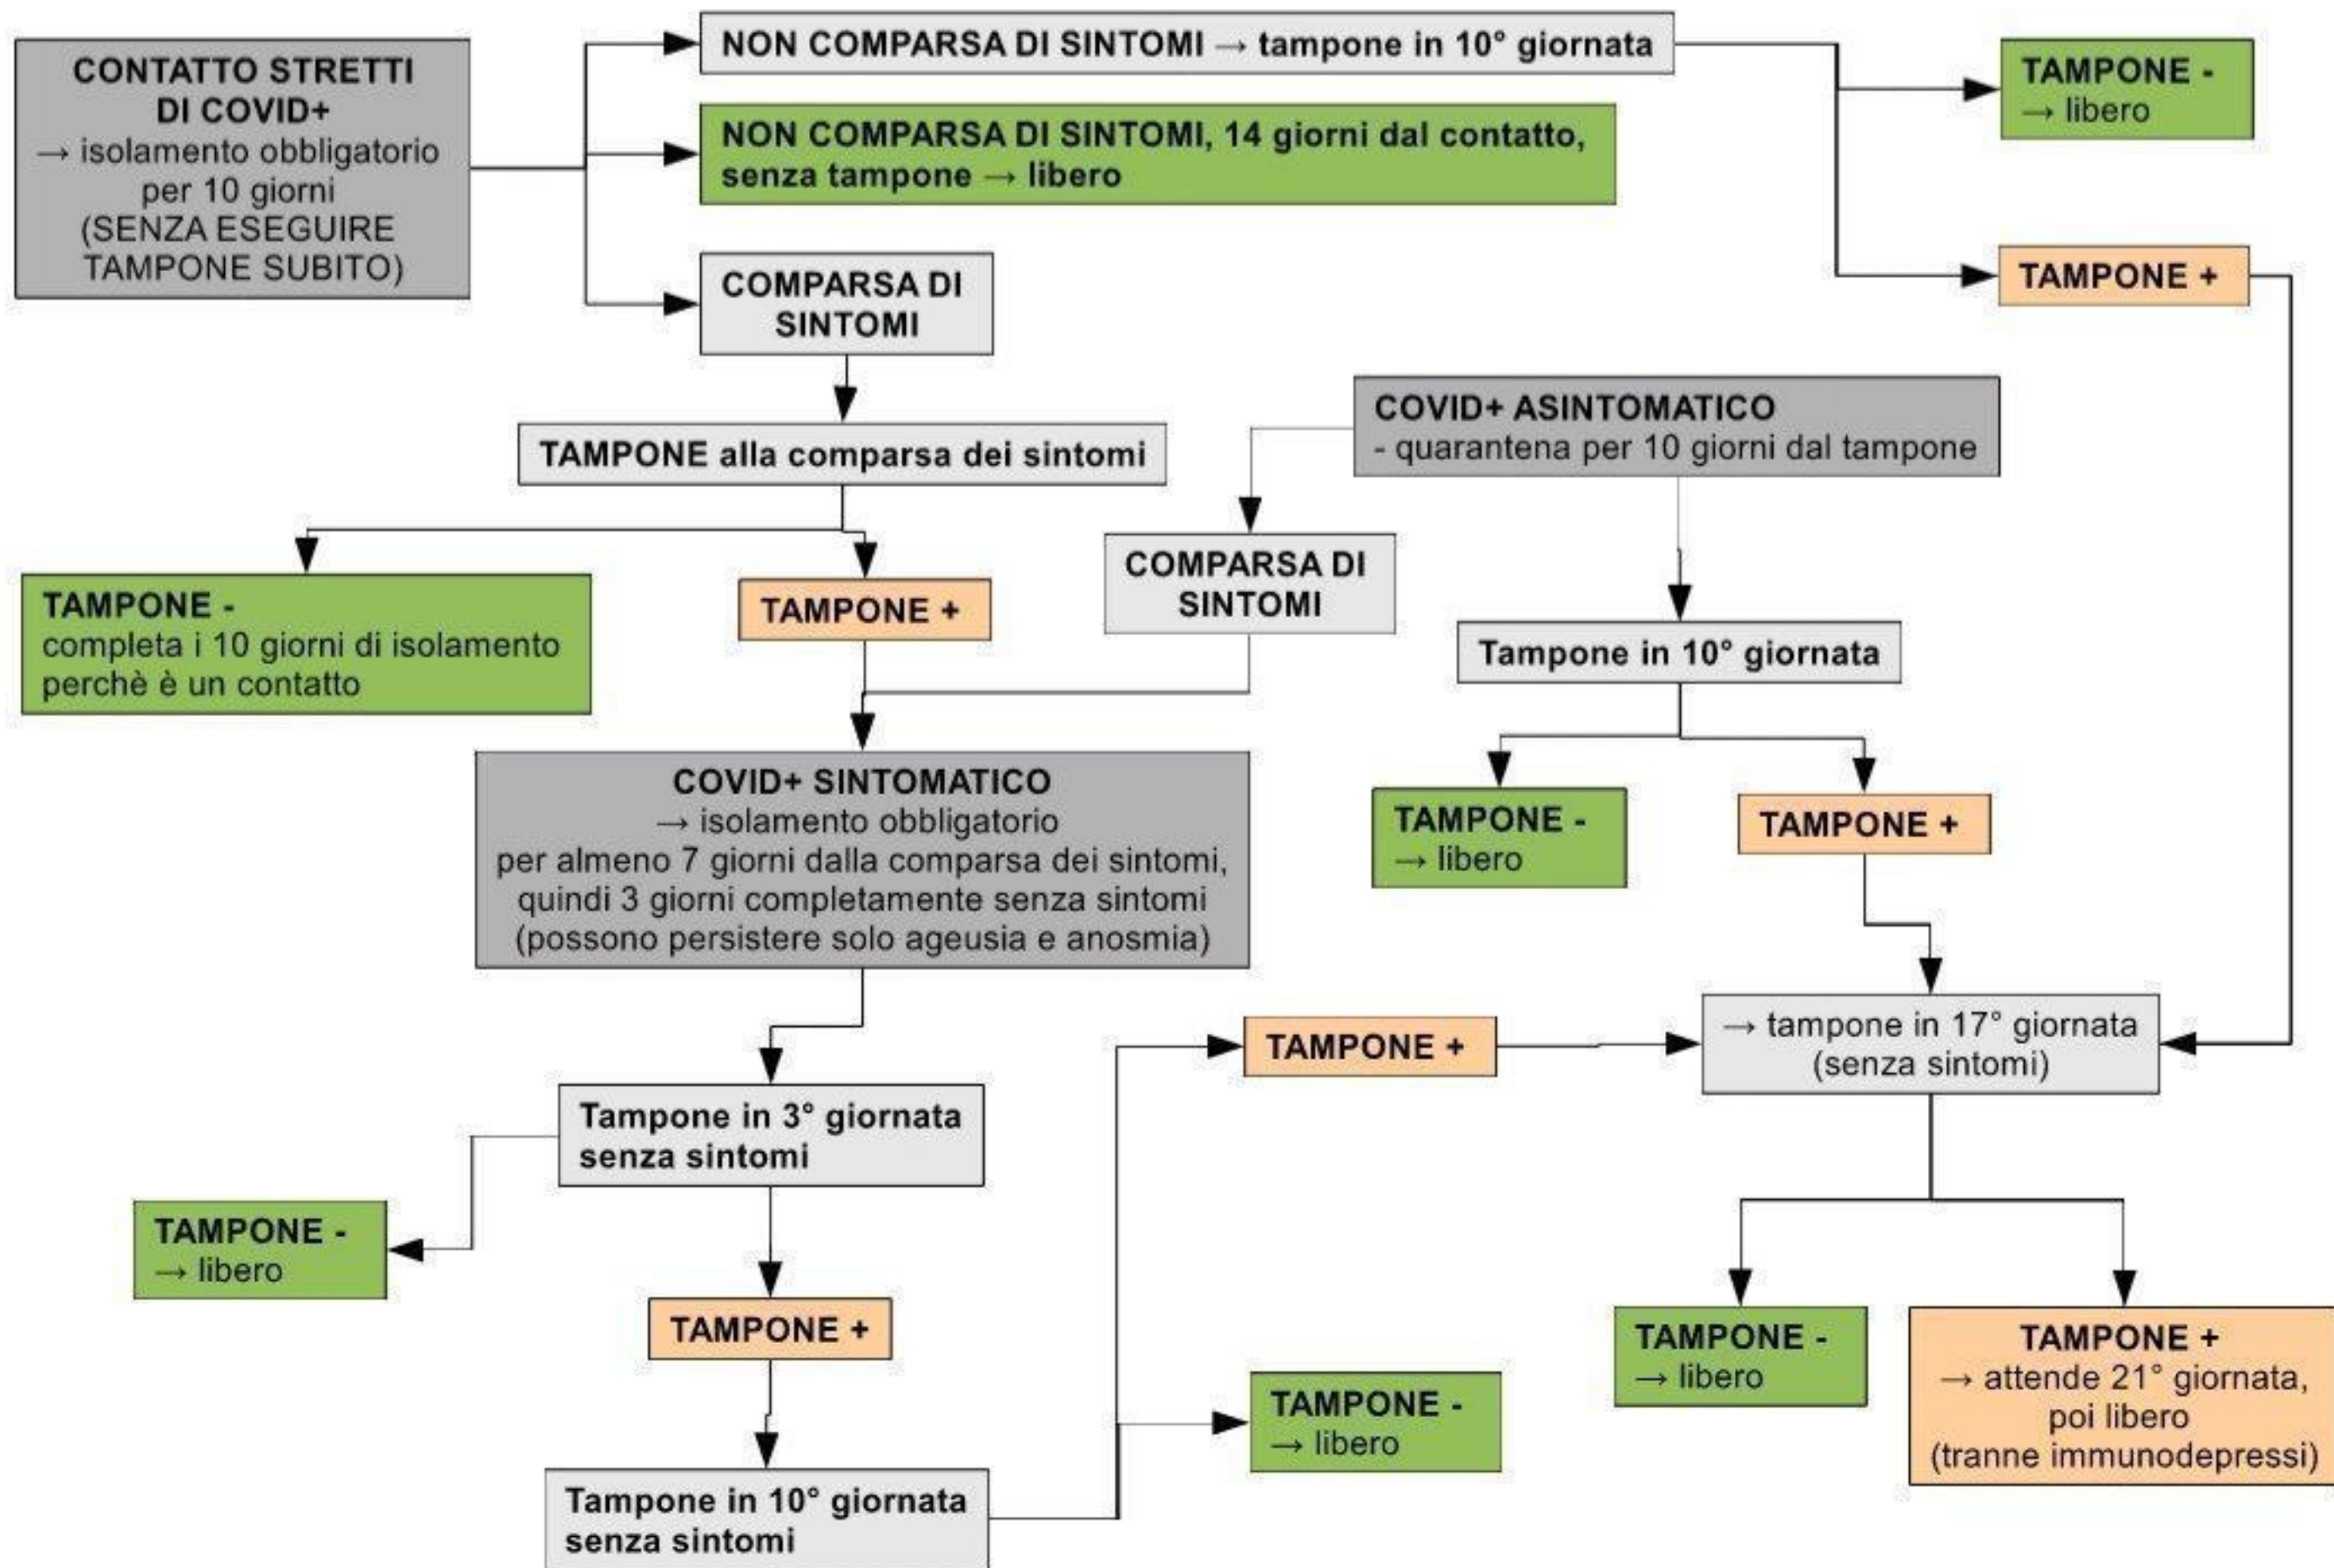 CONTATTO STRETTI
DI COVID+
→ isolamento obbligatorio
per 10 giorni
(SENZA ESEGUIRE
TAMPONE SUBITO)
NON COMPARSA DI SINTOMI → tampone in 10° giornata
NON COMPARSA DI SINTOMI, 14 giorni dal contatto,
senza tampone → libero
TAMPONE -
→ libero
TAMPONE +
COMPARSA DI
SINTOMI
TAMPONE alla comparsa dei sintomi
COVID+ ASINTOMATICO
- quarantena per 10 giorni dal tampone
TAMPONE -
completa i 10 giorni di isolamento
perchè è un contatto
TAMPONE +
COMPARSA DI
SINTOMI
Tampone in 10° giornata
COVID+ SINTOMATICO
→ isolamento obbligatorio
per almeno 7 giorni dalla comparsa dei sintomi,
quindi 3 giorni completamente senza sintomi
(possono persistere solo ageusia e anosmia)
TAMPONE -
→ libero
TAMPONE +
Tampone in 3° giornata
senza sintomi
TAMPONE +
→ tampone in 17° giornata
(senza sintomi)
TAMPONE -
→ libero
TAMPONE +
Tampone in 10° giornata
senza sintomi
TAMPONE -
→ libero
TAMPONE -
→ libero
TAMPONE +
→ attende 21° giornata,
poi libero
(tranne immunodepressi)